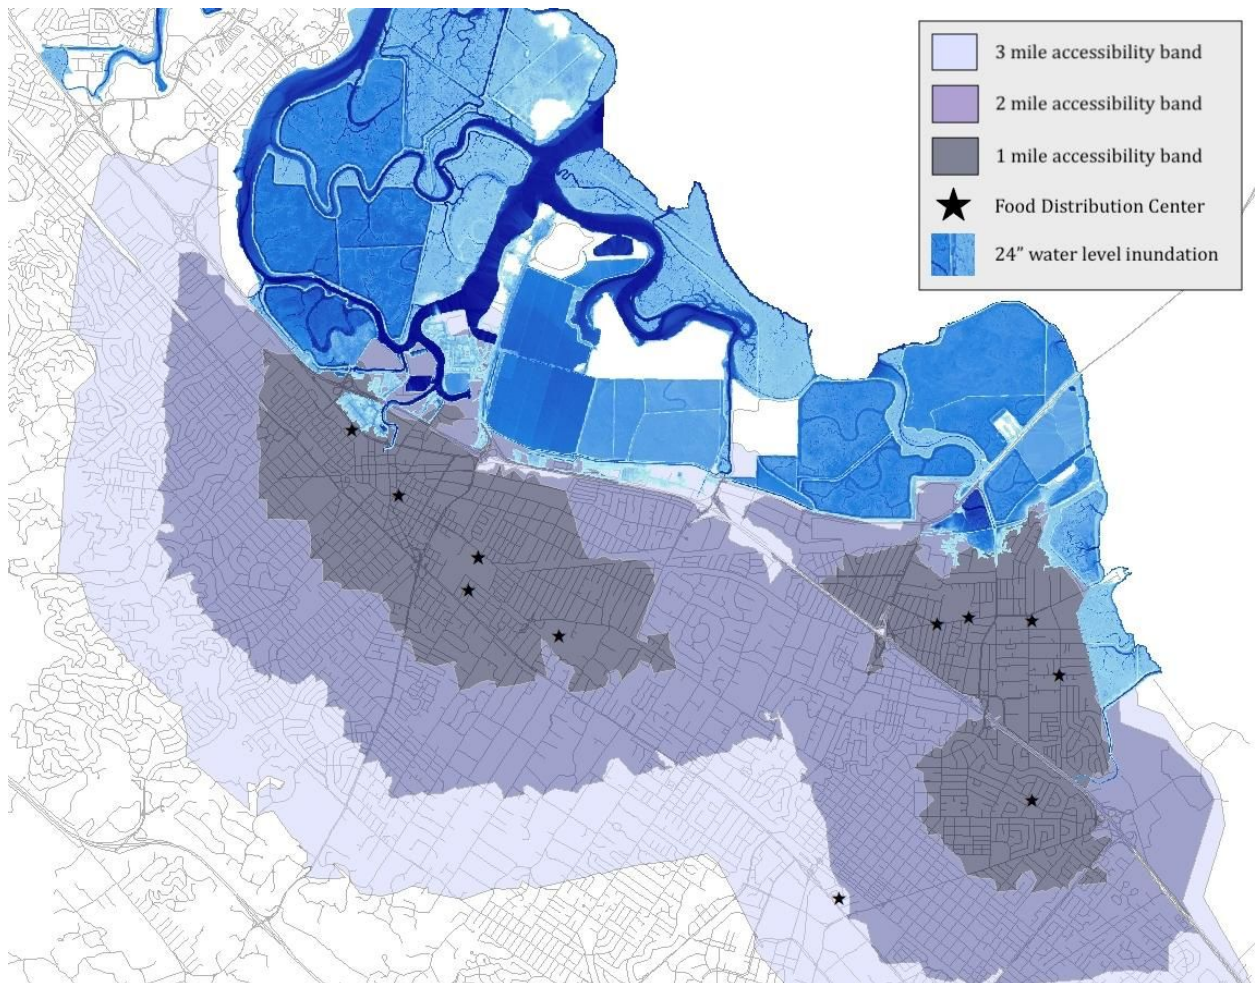 3 mile accessibility band
2 mile accessibility band
1 mile accessibility band
Food Distribution Center
24” water level inundation